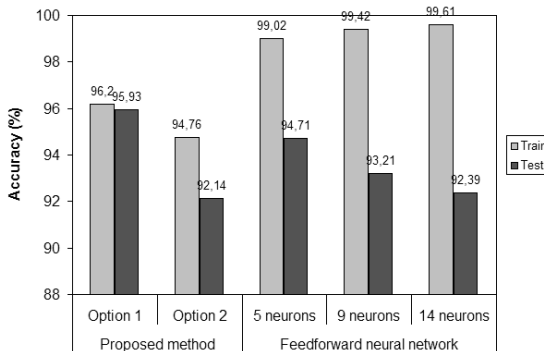 100
98
96
94
92
90
88
Accuracy (%)
96,2
95,93
94,76
92,14
99,02
94,71
99,42
93,21
99,61
92,39
Train
Test
Option 1
Option 2
5 neurons
9 neurons
14 neurons
Proposed method
Feedforward neural network